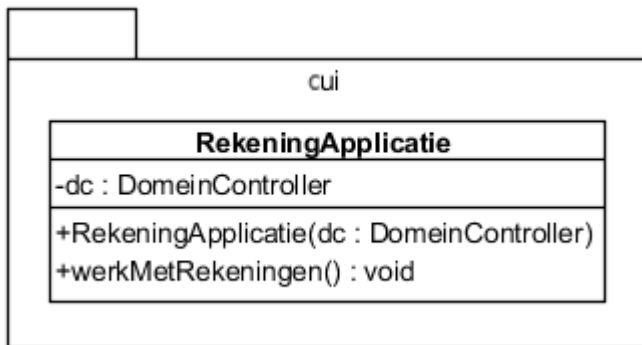 cui
RekeningApplicatie
-dc : DomeinController
+RekeningApplicatie(dc : DomeinController)
+werkMetRekeningen() : void